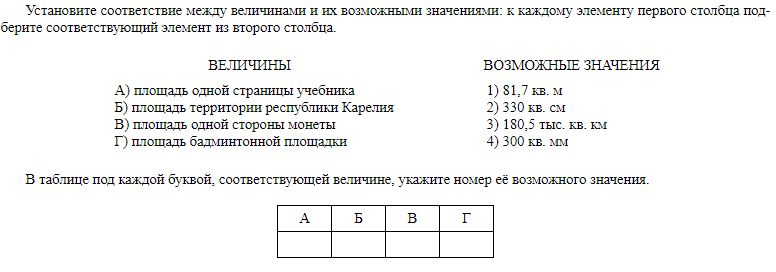 Установите соответствие между величинами и их возможными значениями: к каждому элементу первого столбца под-
берите соответствующий элемент из второго столбца.
ВЕЛИЧИНЫ ВОЗМОЖНЫЕ ЗНАЧЕНИЯ
А) площадь одной страницы учебника 1) 81,7 кв. м
Б) площадь территории республики Карелия 2) 330 кв. см
В) площадь одной стороны монеты 3) 180,5 тыс. кв. км
Г) площадь бадминтонной площадки 4) 300 кв. мм
В таблице под каждой буквой, соответствующей величине, укажите номер её возможного значения.
А Б В Г